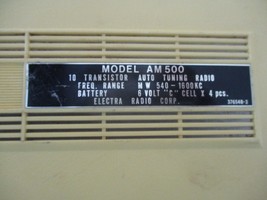 MODEL AM500
10 TRANSISTOR AUTO TUNING RADIO
FREQ. RANGE MW 540 - 1600KC
BATTERY 6 VOLT "C" CELL X 4 pcs.
ELECTRA RADIO CORP.